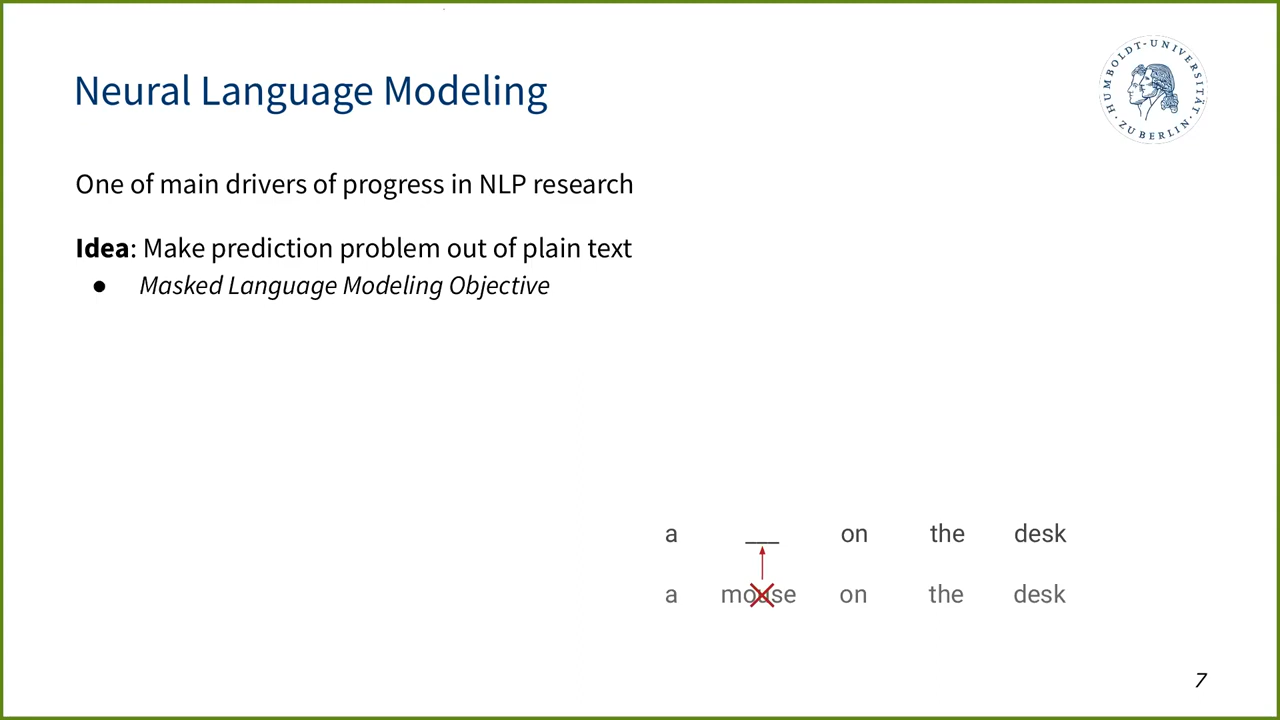 Neural Language Modeling
HUMBOLDT-UNIVERSITÄT ZU BERLIN
One of main drivers of progress in NLP research
Idea: Make prediction problem out of plain text
● Masked Language Modeling Objective
a ___ on the desk
a mouse on the desk
7